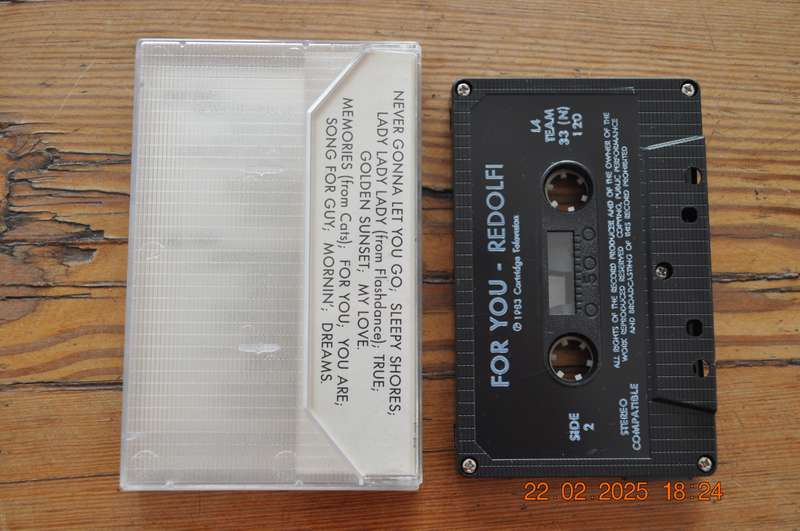 NEVER GONNA LET YOU GO; SLEEPY SHORES;
LADY LADY LADY (from Flashdance); TRUE;
GOLDEN SUNSET; MY LOVE.
MEMORIES (from Cats); FOR YOU; YOU ARE;
SONG FOR GUY; MORNIN'; DREAMS.
L4
TEAM
33 (N)
120
FOR YOU - REDOLFI
℗ 1983 Cartridge Television
0 50 0
ALL RIGHTS OF THE RECORD PRODUCER AND OF THE OWNER OF THE
WORK REPRODUCED RESERVED COPYING, PUBLIC PERFORMANCE
AND BROADCASTING OF THIS RECORD PROHIBITED
SIDE
2
STEREO
COMPATIBLE
22.02.2025 18:24